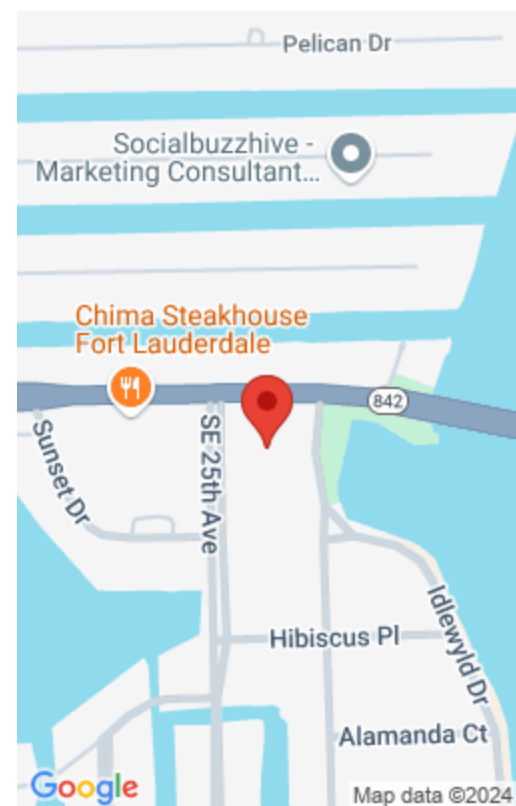 Pelican Dr
Socialbuzzhive -
Marketing Consultant...
Chima Steakhouse
Fort Lauderdale
842
Sunset Dr
SE 25th Ave
Idlewyld Dr
Hibiscus Pl
Alamanda Ct
Google
Map data ©2024